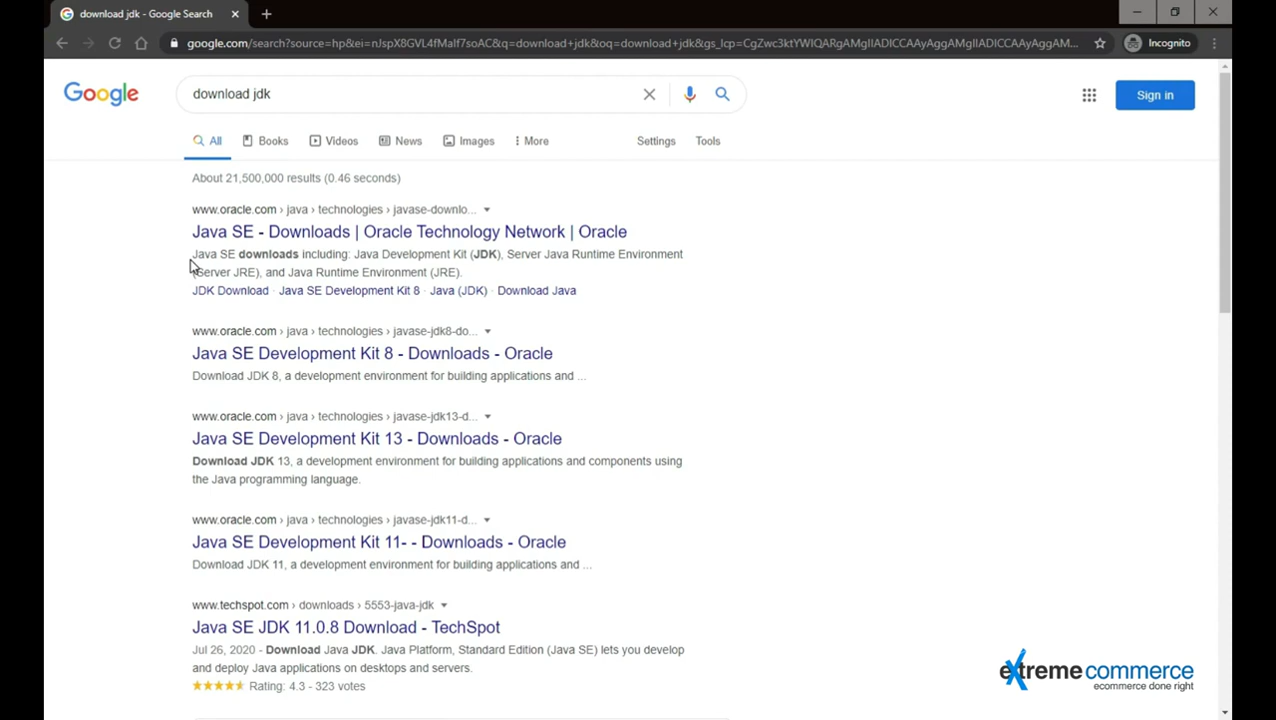 download jdk - Google Search
google.com/search?source=hp&ei=nJspX8GVL4fMalf7soAC&q=download+jdk&oq=download+jdk&gs_lcp=CgZwc3ktYWIQARgAMgIIADICCAAyAggAMgIIADICCAAyAggAM...
Incognito
Google
download jdk
Sign in
All Books Videos News Images More Settings Tools
About 21,500,000 results (0.46 seconds)
www.oracle.com › java › technologies › javase-downlo...
Java SE - Downloads | Oracle Technology Network | Oracle
Java SE downloads including: Java Development Kit (JDK), Server Java Runtime Environment
(Server JRE), and Java Runtime Environment (JRE).
JDK Download · Java SE Development Kit 8 · Java (JDK) · Download Java
www.oracle.com › java › technologies › javase-jdk8-do...
Java SE Development Kit 8 - Downloads - Oracle
Download JDK 8, a development environment for building applications and ...
www.oracle.com › java › technologies › javase-jdk13-d...
Java SE Development Kit 13 - Downloads - Oracle
Download JDK 13, a development environment for building applications and components using
the Java programming language.
www.oracle.com › java › technologies › javase-jdk11-d...
Java SE Development Kit 11- - Downloads - Oracle
Download JDK 11, a development environment for building applications and ...
www.techspot.com › downloads › 5553-java-jdk
Java SE JDK 11.0.8 Download - TechSpot
Jul 26, 2020 - Download Java JDK. Java Platform, Standard Edition (Java SE) lets you develop
and deploy Java applications on desktops and servers.
Rating: 4.3 - 323 votes
extreme commerce
ecommerce done right